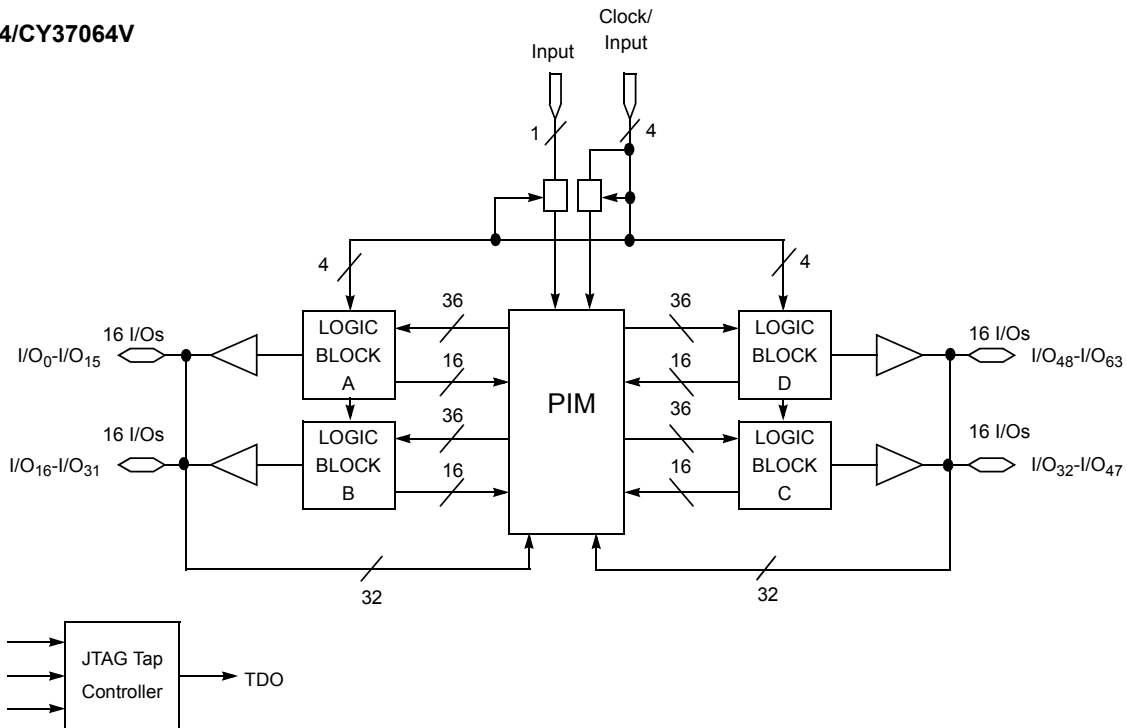 4/CY37064V
Clock/
Input
Input
1
4
4
4
16 I/Os
I/O0-I/O15
LOGIC
BLOCK
A
36
16
PIM
36
16
LOGIC
BLOCK
D
16 I/Os
I/O48-I/O63
16 I/Os
I/O16-I/O31
LOGIC
BLOCK
B
36
16
36
16
LOGIC
BLOCK
C
16 I/Os
I/O32-I/O47
32
32
JTAG Tap
Controller
TDO